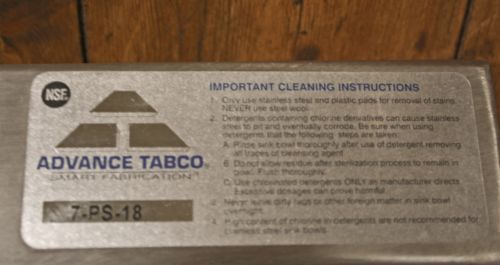 NSF®
ADVANCE TABCO®
SMART FABRICATION
7-PS-18
IMPORTANT CLEANING INSTRUCTIONS
1. Only use stainless steel and plastic pads for removal of stains.
NEVER use steel wool.
2. Detergents containing chlorine derivatives can cause stainless
steel to pit and eventually corrode. Be sure when using
detergents that the following steps are taken:
A. Rinse sink bowl thoroughly after use of detergent removing
all traces of cleansing agent.
B. Do not allow residue after sterilization process to remain in
bowl. Flush thoroughly.
C. Use chlorinated detergents ONLY as manufacturer directs.
Excessive dosages can prove harmful.
3. Never leave dirty rags or other foreign matter in sink bowl
overnight.
4. High content of chlorine in detergents are not recommended for
stainless steel sink bowls.